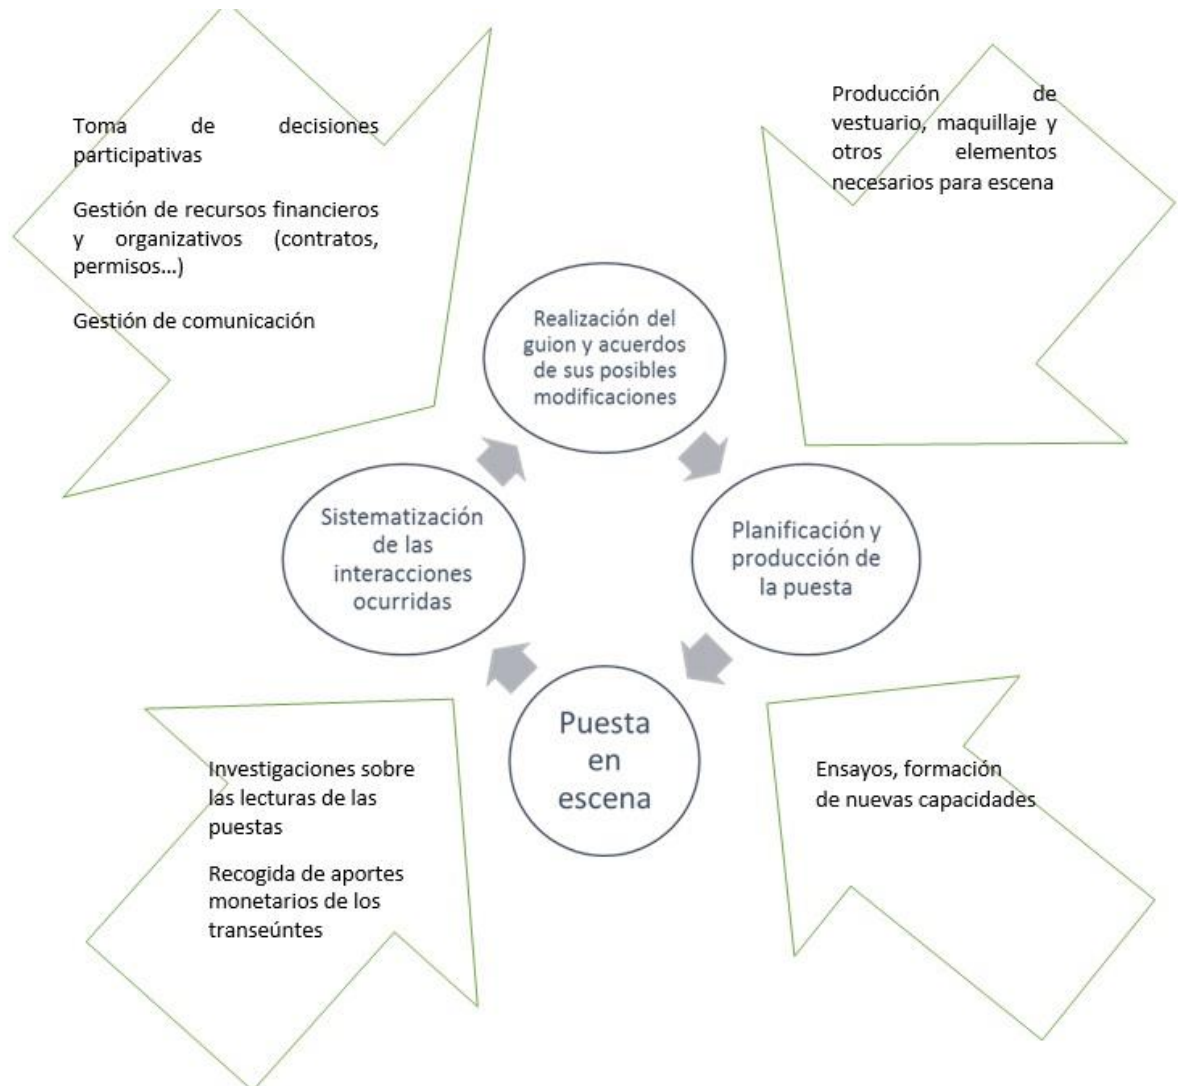 Toma de decisiones
participativas
Gestión de recursos financieros
y organizativos (contratos,
permisos…)
Gestión de comunicación
Producción de
vestuario, maquillaje y
otros elementos
necesarios para escena
Realización del
guion y acuerdos
de sus posibles
modificaciones
Sistematización
de las
interacciones
ocurridas
Planificación y
producción de
la puesta
Puesta
en
escena
Investigaciones sobre
las lecturas de las
puestas
Recogida de aportes
monetarios de los
transeúntes
Ensayos, formación
de nuevas capacidades